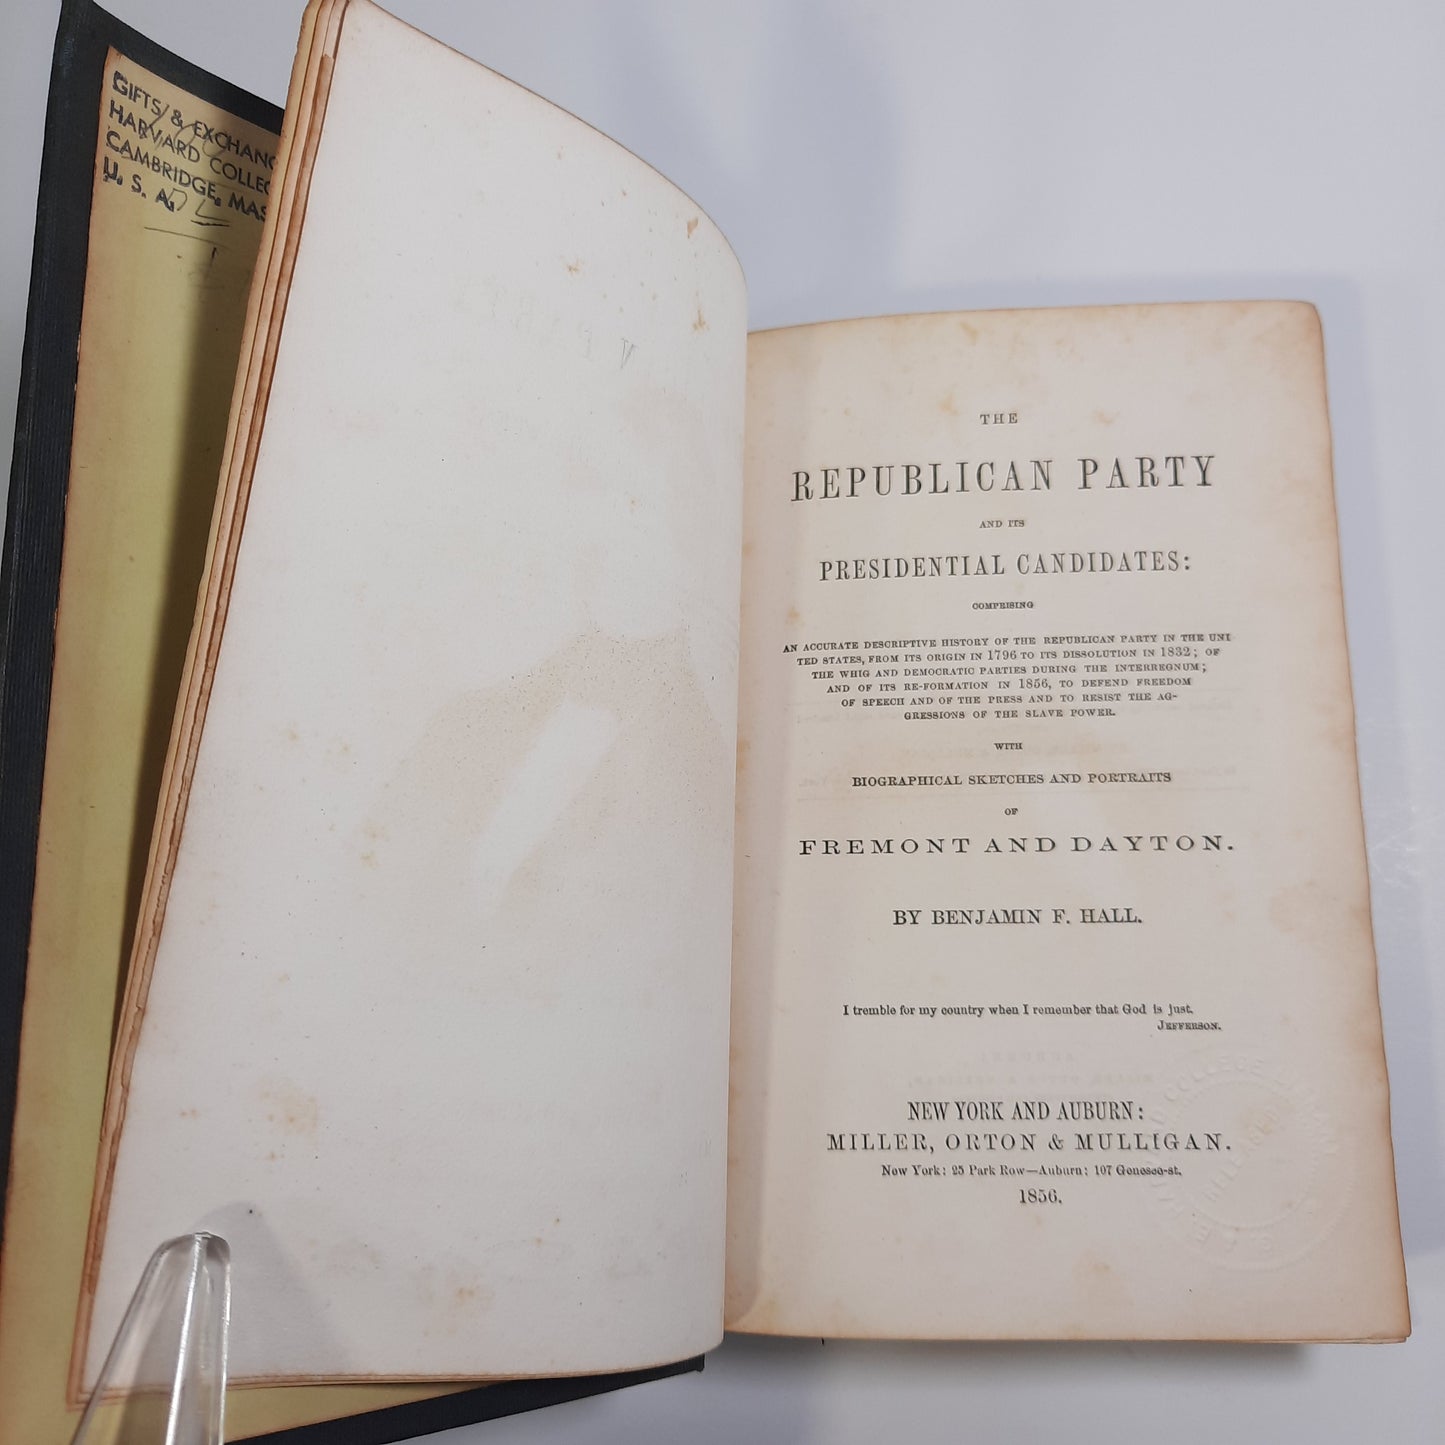 GIFTS & EXCHANG
HARVARD COLLEG
CAMBRIDGE, MAS
U. S. A.
THE
REPUBLICAN PARTY
AND ITS
PRESIDENTIAL CANDIDATES:
COMPRISING
AN ACCURATE DESCRIPTIVE HISTORY OF THE REPUBLICAN PARTY IN THE UNI
TED STATES, FROM ITS ORIGIN IN 1796 TO ITS DISSOLUTION IN 1832; OF
THE WHIG AND DEMOCRATIC PARTIES DURING THE INTERREGNUM;
AND OF ITS RE-FORMATION IN 1856, TO DEFEND FREEDOM
OF SPEECH AND OF THE PRESS AND TO RESIST THE AG-
GRESSIONS OF THE SLAVE POWER.
WITH
BIOGRAPHICAL SKETCHES AND PORTRAITS
OF
FREMONT AND DAYTON.
BY BENJAMIN F. HALL.
I tremble for my country when I remember that God is just.
JEFFERSON.
NEW YORK AND AUBURN:
MILLER, ORTON & MULLIGAN.
New York: 25 Park Row—Auburn: 107 Genesee-st.
1856.